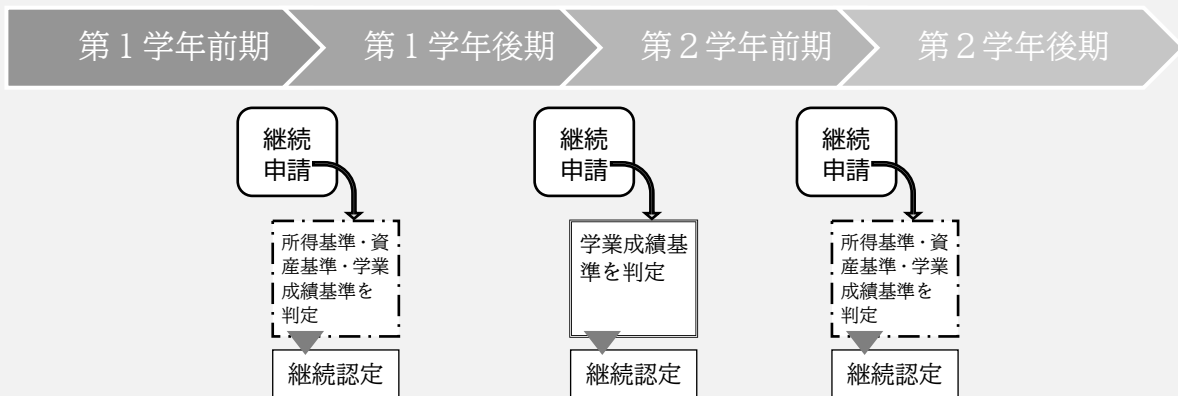 第１学年前期
第１学年後期
第２学年前期
第２学年後期
継続
申請
継続
申請
継続
申請
所得基準・資
産基準・学業
成績基準を
判定
学業成績基
準を判定
所得基準・資
産基準・学業
成績基準を
判定
継続認定
継続認定
継続認定